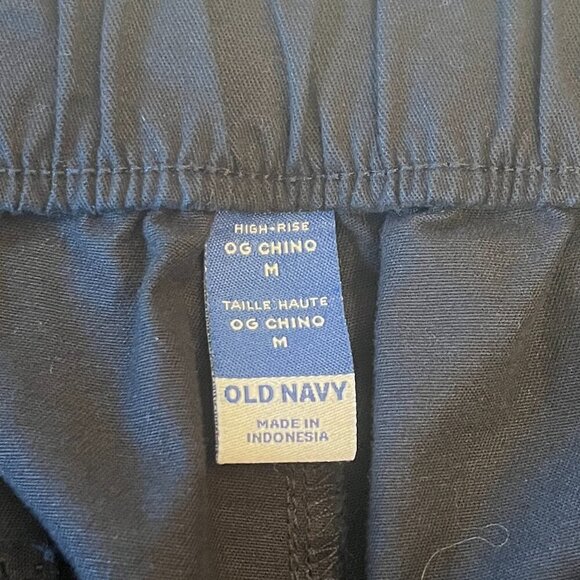 HIGH-RISE
OG CHINO
M
TAILLE HAUTE
OG CHINO
M
OLD NAVY
MADE IN
INDONESIA